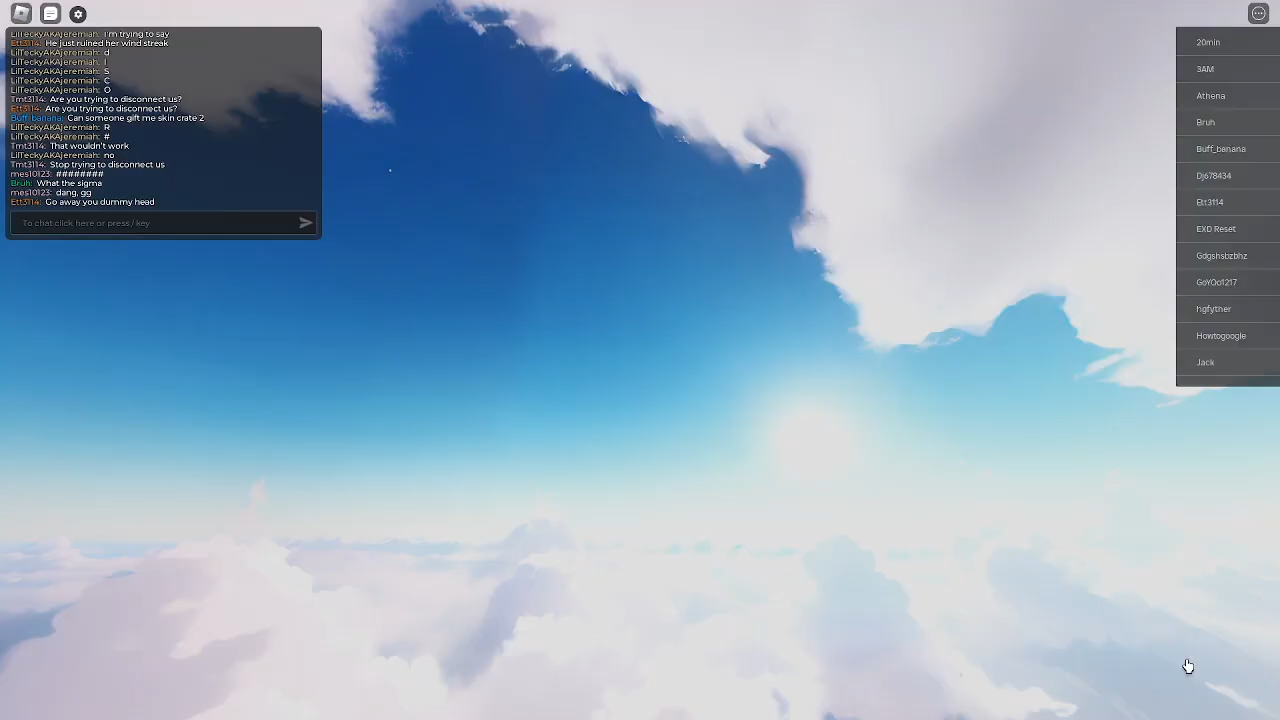 LilTeckyAKAjeremiah: I'm trying to say
Ett3114: He just ruined her wind streak
LilTeckyAKAjeremiah: d
LilTeckyAKAjeremiah: I
LilTeckyAKAjeremiah: S
LilTeckyAKAjeremiah: C
LilTeckyAKAjeremiah: O
Tmt3114: Are you trying to disconnect us?
Ett3114: Are you trying to disconnect us?
Buff_banana: Can someone gift me skin crate 2
LilTeckyAKAjeremiah: R
LilTeckyAKAjeremiah: #
Tmt3114: That wouldn't work
LilTeckyAKAjeremiah: no
Tmt3114: Stop trying to disconnect us
mes10123: ########
Bruh: What the sigma
mes10123: dang, gg
Ett3114: Go away you dummy head
To chat click here or press / key
20min
3AM
Athena
Bruh
Buff_banana
Dj678434
Ett3114
EXD Reset
Gdgshsbzbhz
GoYOo1217
hgfyther
Howtogoogle
Jack